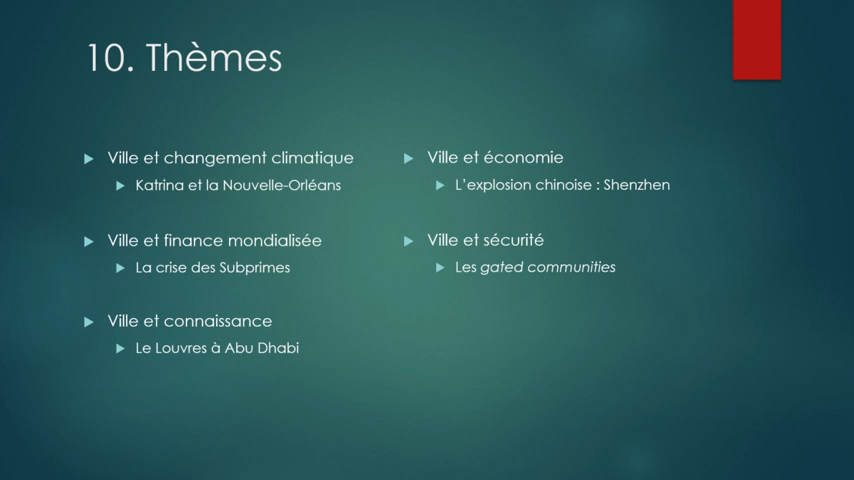 10. Thèmes
Ville et changement climatique
Katrina et la Nouvelle-Orléans
Ville et finance mondialisée
La crise des Subprimes
Ville et connaissance
Le Louvres à Abu Dhabi
Ville et économie
L'explosion chinoise : Shenzhen
Ville et sécurité
Les gated communities